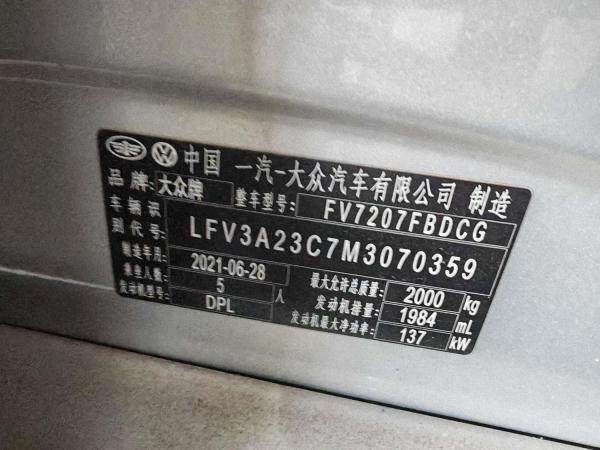 中国 一汽-大众汽车有限公司 制造
品牌: 大众牌 整车型号: FV7207FBDCG
车辆识别代号: LFV3A23C7M3070359
制造年月: 2021-06-28 最大允许总质量: 2000 kg
乘坐人数: 5 人 发动机排量: 1984 mL
发动机型号: DPL 发动机最大净功率: 137 kW